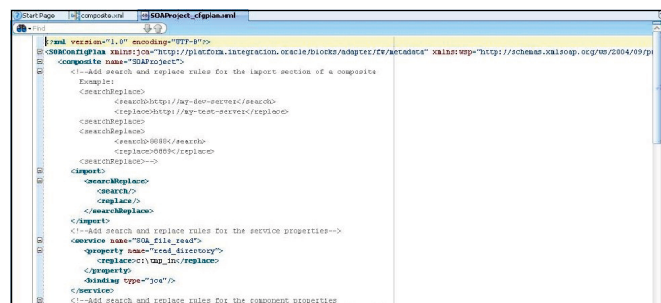 Start Page composite.xml SOAProject_cfgplan.xml
Find
<?xml version="1.0" encoding="UTF-8"?>
<SOAConfigPlan xmlns:jca="http://platform.integration.oracle/blocks/adapter/fw/metadata" xmlns:wsp="http://schemas.xmlsoap.org/ws/2004/09/p
<composite name="SOAProject">
<!--Add search and replace rules for the import section of a composite
Example:
<searchReplace>
<search>http://my-dev-server</search>
<replace>http://my-test-server</replace>
<searchReplace>
<searchReplace>
<search>8888</search>
<replace>8889</replace>
<searchReplace>-->
<import>
<searchReplace>
<search/>
<replace/>
</searchReplace>
</import>
<!--Add search and replace rules for the service properties-->
<service name="SOA_file_read">
<property name="read_directory">
<replace>c:\tmp_in</replace>
</property>
<binding type="jca"/>
</service>
<!--Add search and replace rules for the component properties